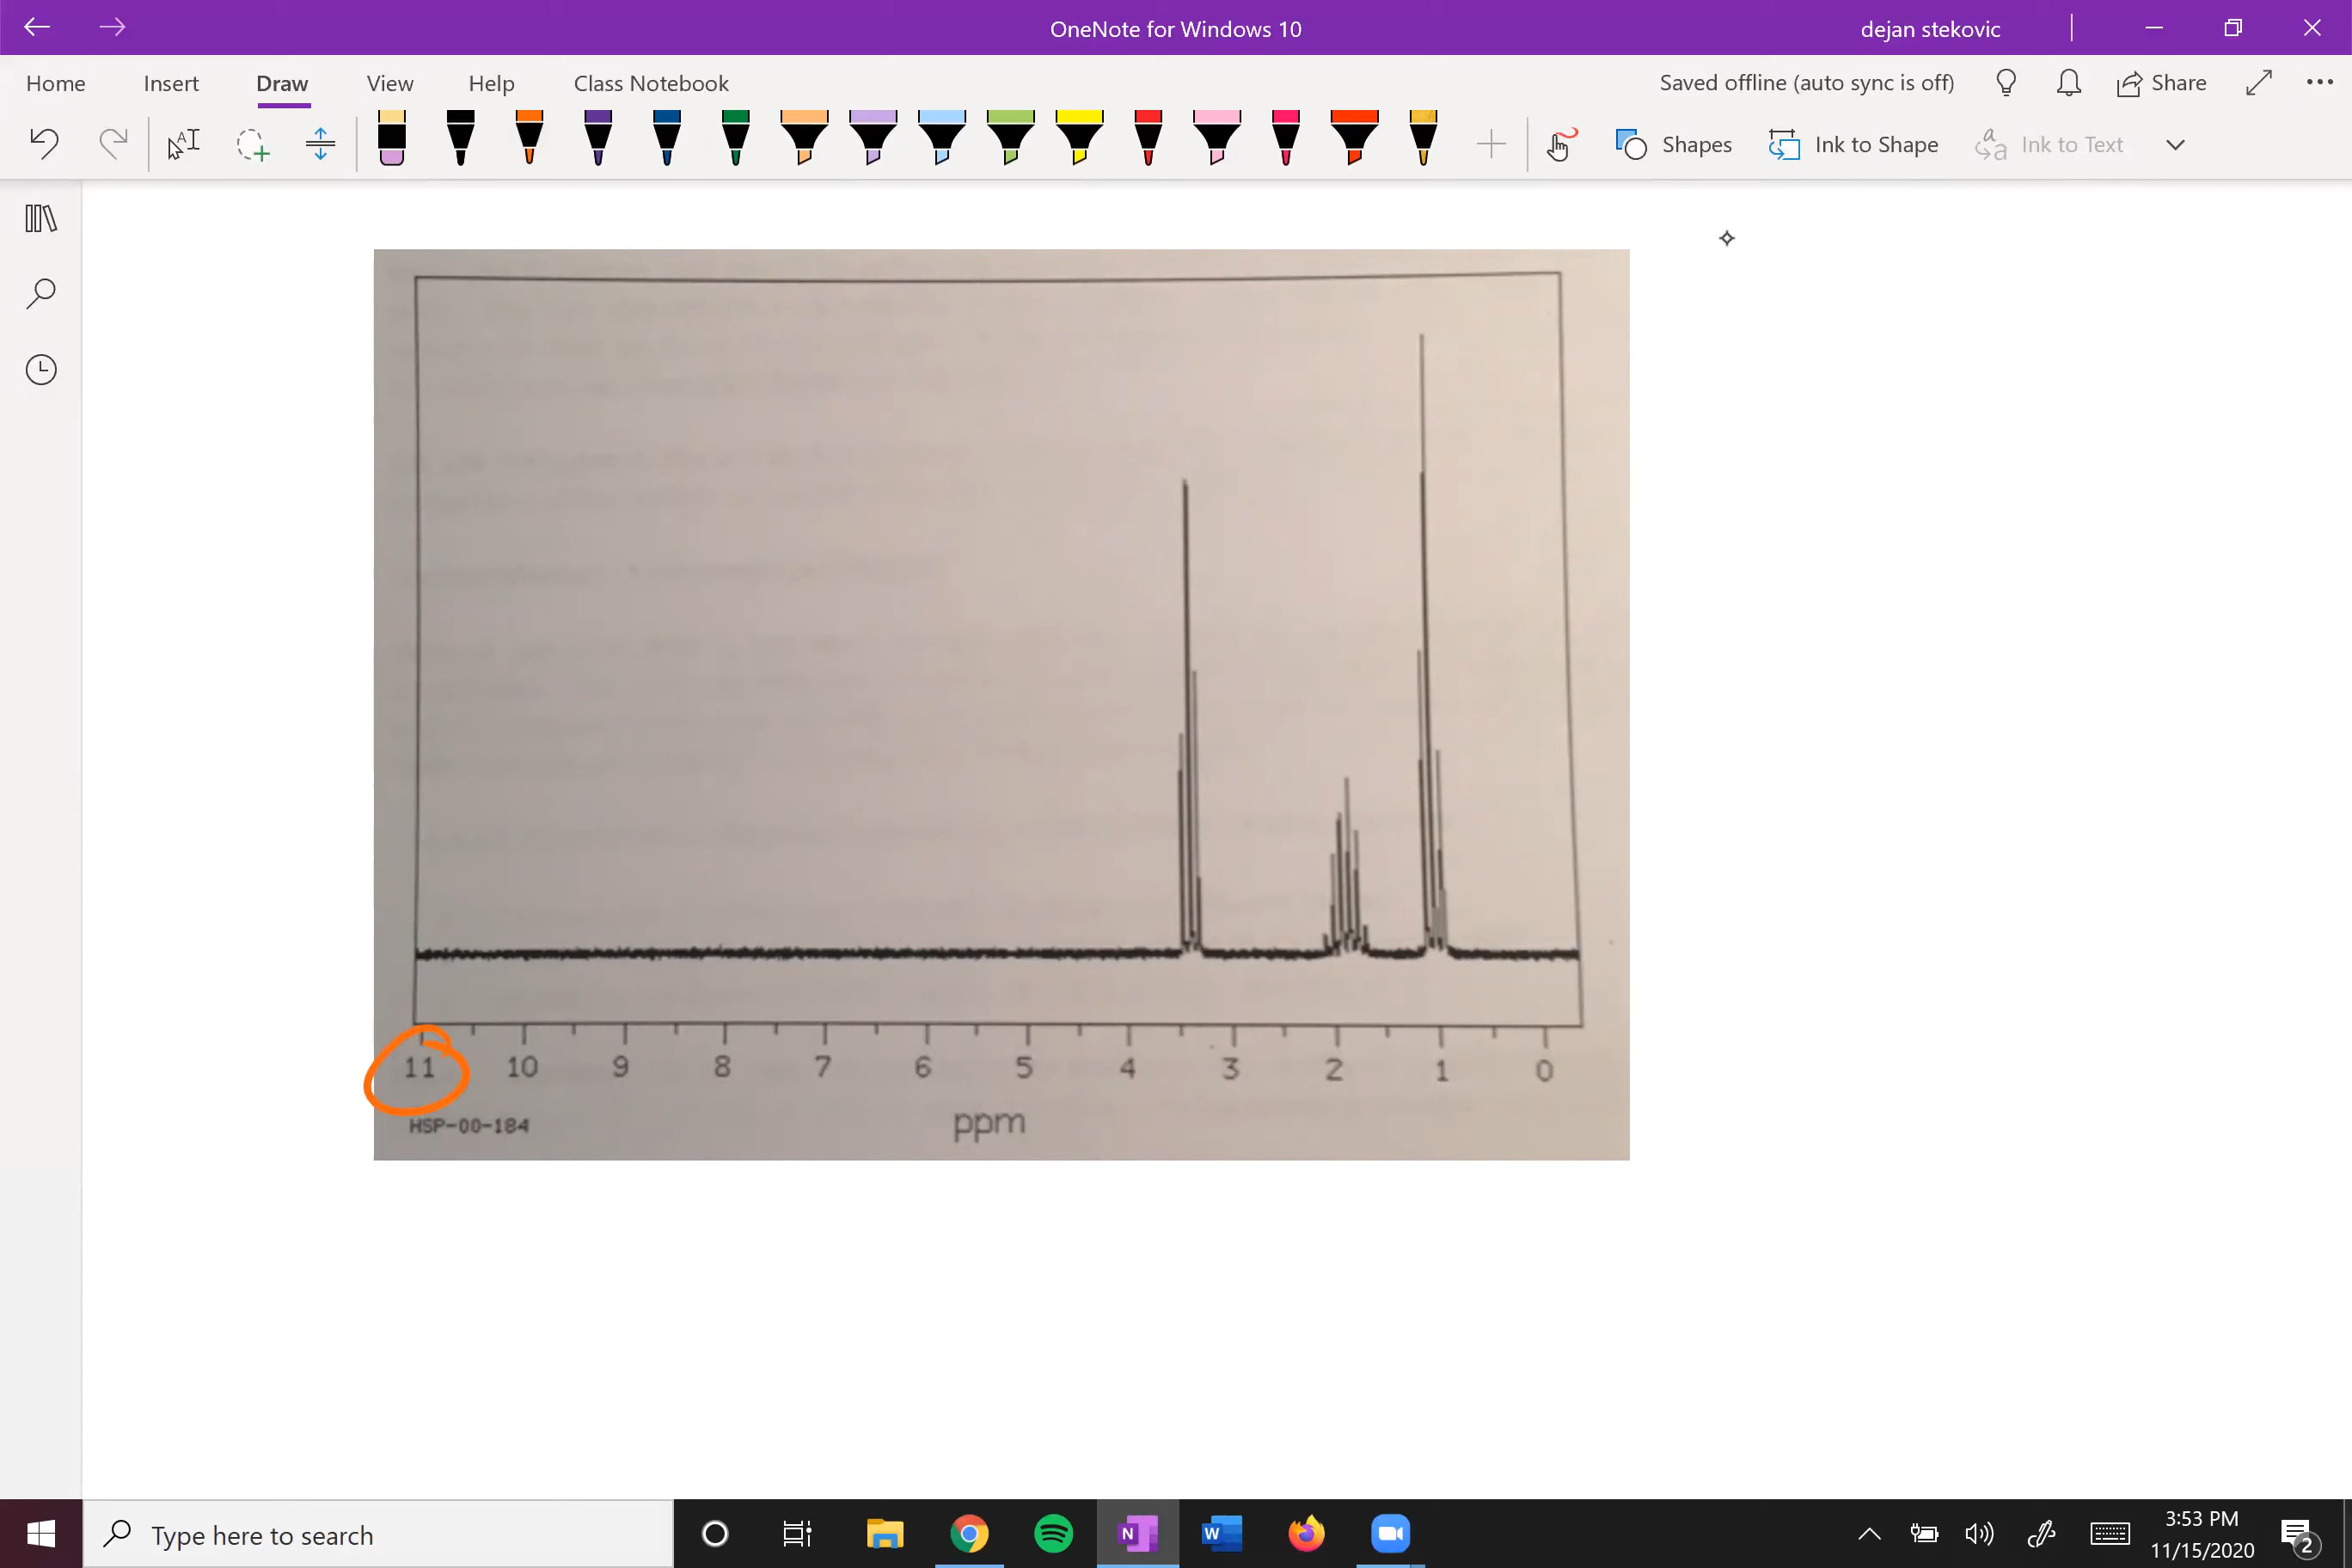 OneNote for Windows 10
dejan stekovic
Home Insert Draw View Help Class Notebook
Saved offline (auto sync is off) Share
Shapes Ink to Shape Ink to Text
11 10 9 8 7 6 5 4 3 2 1 0
HSP-00-184
ppm
Type here to search
3:53 PM
11/15/2020
2